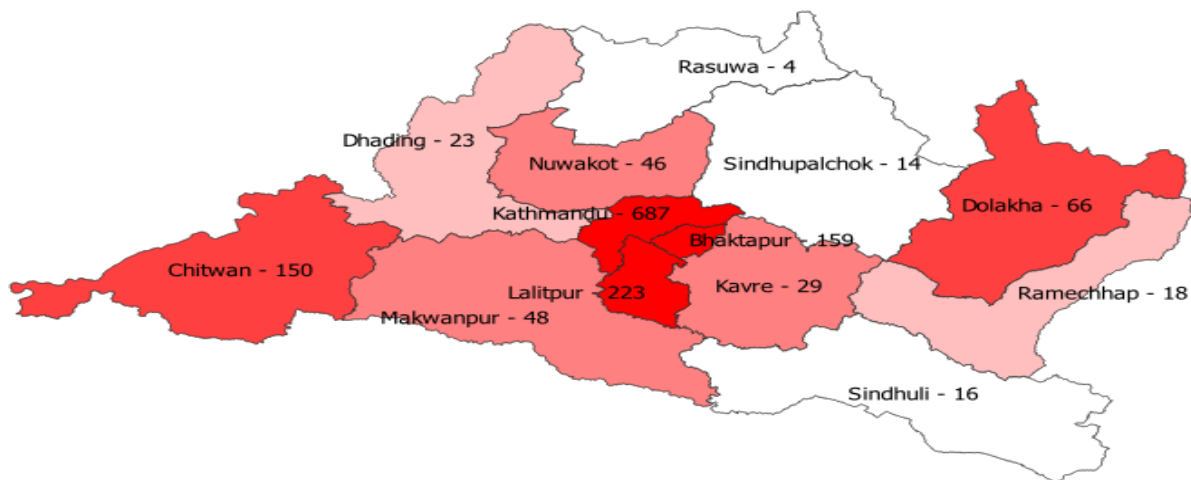 Rasuwa - 4
Dhading - 23
Nuwakot - 46
Sindhupalchok - 14
Dolakha - 66
Kathmandu - 687
Bhaktapur - 159
Chitwan - 150
Lalitpur - 223
Kavre - 29
Ramechhap - 18
Makwanpur - 48
Sindhuli - 16